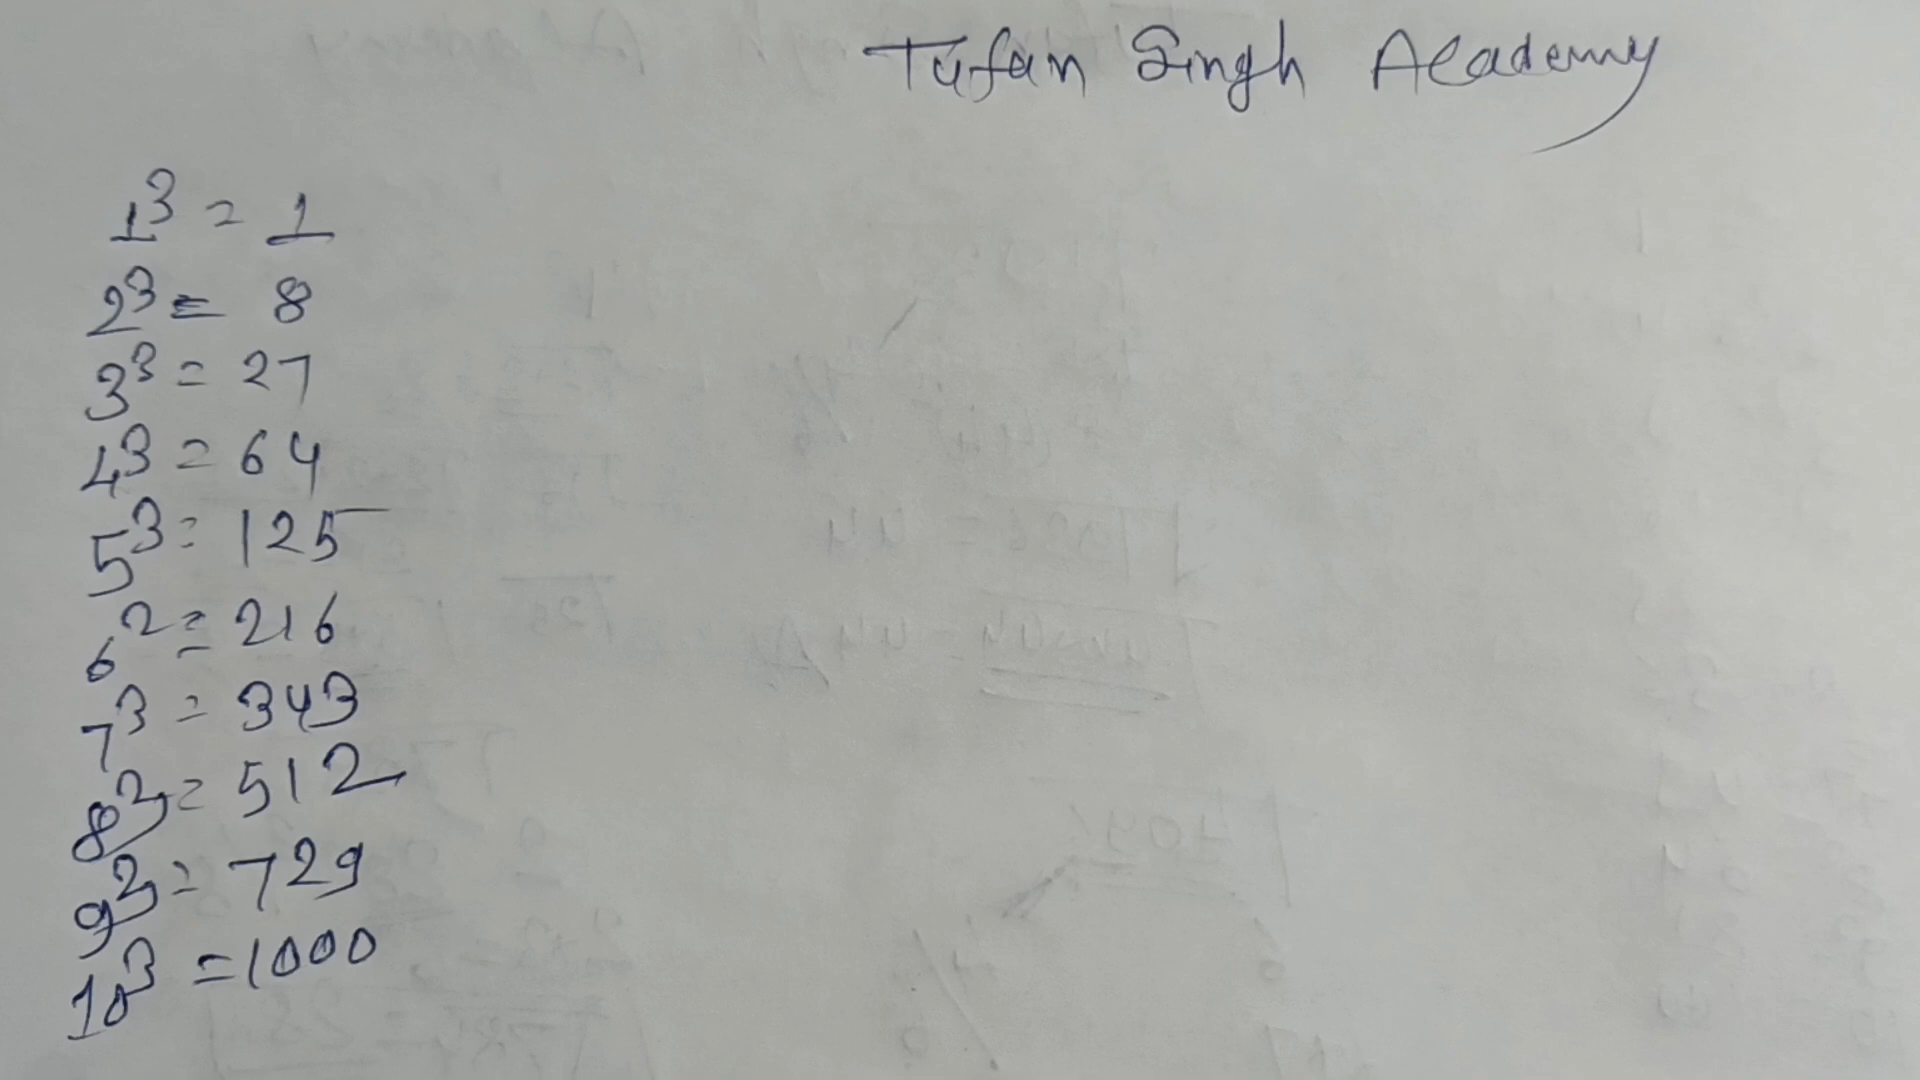 Tufan Singh Academy
1³ = 1
2³ = 8
3³ = 27
4³ = 64
5³ = 125
6² = 216
7³ = 343
8³ = 512
9³ = 729
10³ = 1000